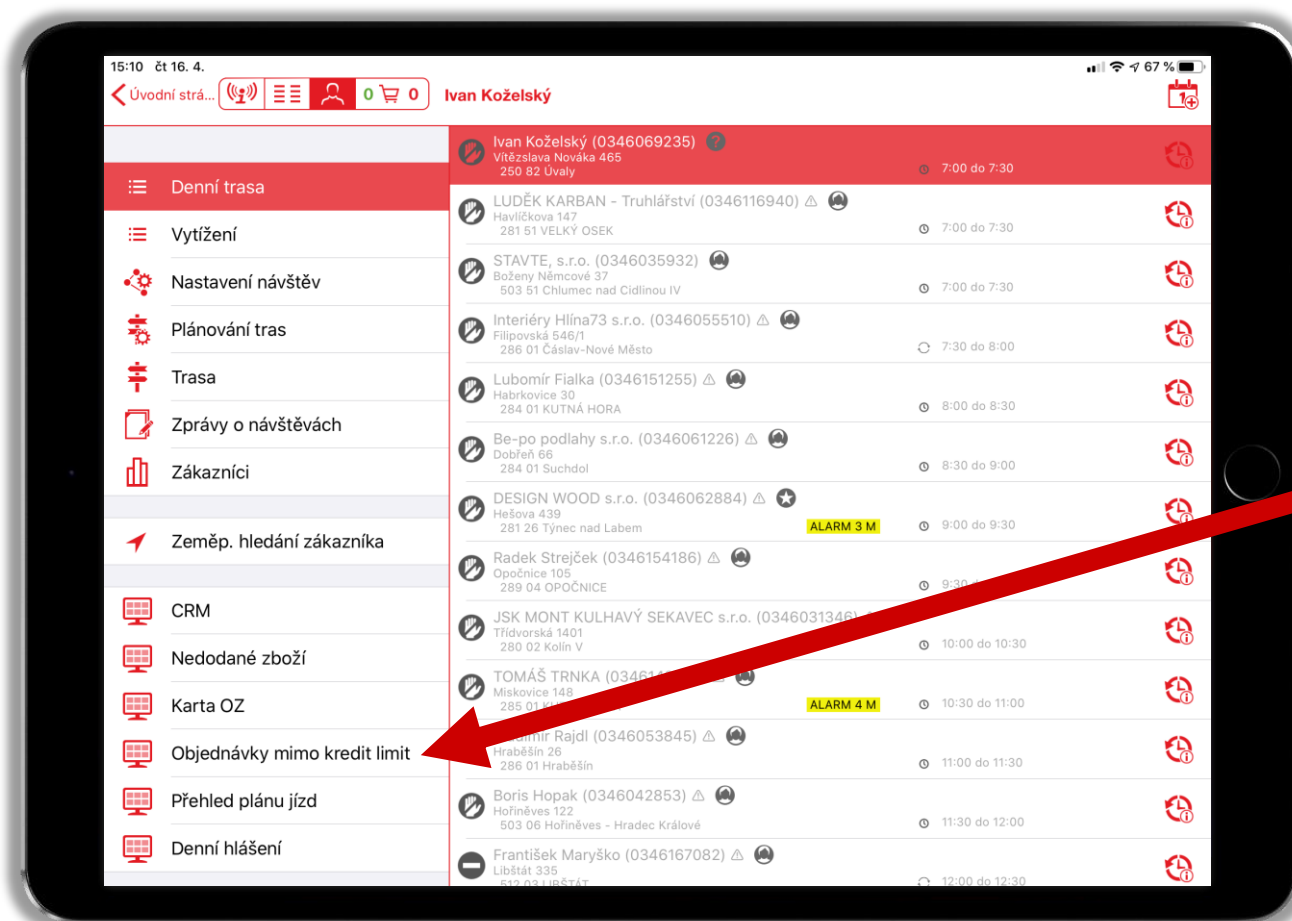 15:10 čt 16. 4.
67 %
Úvodní strá...
0 0
Ivan Koželský
1
Denní trasa
Vytížení
Nastavení návštěv
Plánování tras
Trasa
Zprávy o návštěvách
Zákazníci
Zeměp. hledání zákazníka
CRM
Nedodané zboží
Karta OZ
Objednávky mimo kredit limit
Přehled plánu jízd
Denní hlášení
Ivan Koželský (0346069235)
Vítězslava Nováka 465
250 82 Úvaly
7:00 do 7:30
LUDĚK KARBAN - Truhlářství (0346116940)
Havlíčkova 147
281 51 VELKÝ OSEK
7:00 do 7:30
STAVTE, s.r.o. (0346035932)
Boženy Němcové 37
503 51 Chlumec nad Cidlinou IV
7:00 do 7:30
Interiéry Hlína73 s.r.o. (0346055510)
Filipovská 546/1
286 01 Čáslav-Nové Město
7:30 do 8:00
Lubomír Fialka (0346151255)
Habrkovice 30
284 01 KUTNÁ HORA
8:00 do 8:30
Be-po podlahy s.r.o. (0346061226)
Dobřeň 66
284 01 Suchdol
8:30 do 9:00
DESIGN WOOD s.r.o. (0346062884)
Hešova 439
281 26 Týnec nad Labem
ALARM 3 M
9:00 do 9:30
Radek Strejček (0346154186)
Opočnice 105
289 04 OPOČNICE
9:30
JSK MONT KULHAVÝ SEKAVEC s.r.o. (0346031346)
Třídvorská 1401
280 02 Kolín V
10:00 do 10:30
TOMÁŠ TRNKA
Miskovice 148
285 01
ALARM 4 M
10:30 do 11:00
Rajdl (0346053845)
Hraběšín 26
286 01 Hraběšín
11:00 do 11:30
Boris Hopak (0346042853)
Hořiněves 122
503 06 Hořiněves - Hradec Králové
11:30 do 12:00
František Maryško (0346167082)
Libštát 335
512 03 LIBŠTÁT
12:00 do 12:30